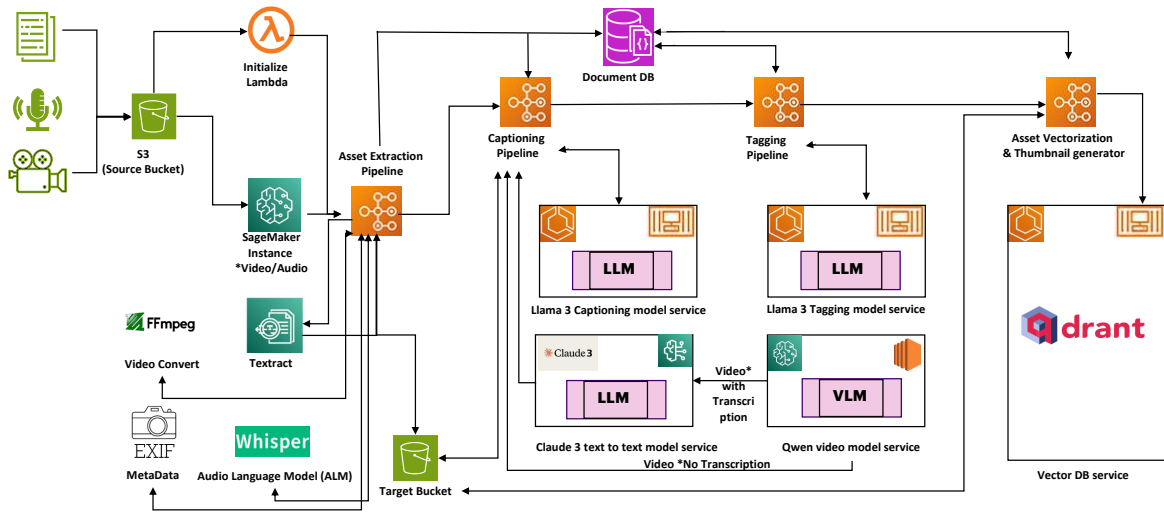 Initialize
Lambda
Document DB
S3
(Source Bucket)
Asset Extraction
Pipeline
Captioning
Pipeline
Tagging
Pipeline
Asset Vectorization
& Thumbnail generator
SageMaker
Instance
*Video/Audio
LLM
Llama 3 Captioning model service
LLM
Llama 3 Tagging model service
qdrant
FFmpeg
Video Convert
Textract
Claude 3
LLM
Claude 3 text to text model service
Video*
with
Transcri
ption
VLM
Qwen video model service
Video *No Transcription
EXIF
MetaData
Whisper
Audio Language Model (ALM)
Target Bucket
Vector DB service